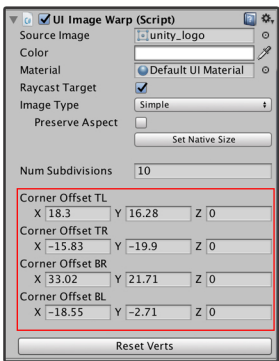 UI Image Warp (Script)
Source Image unity_logo
Color
Material Default UI Material
Raycast Target
Image Type Simple
Preserve Aspect
Set Native Size
Num Subdivisions 10
Corner Offset TL
X 18.3 Y 16.28 Z 0
Corner Offset TR
X -15.83 Y -19.9 Z 0
Corner Offset BR
X 33.02 Y 21.71 Z 0
Corner Offset BL
X -18.55 Y -2.71 Z 0
Reset Verts